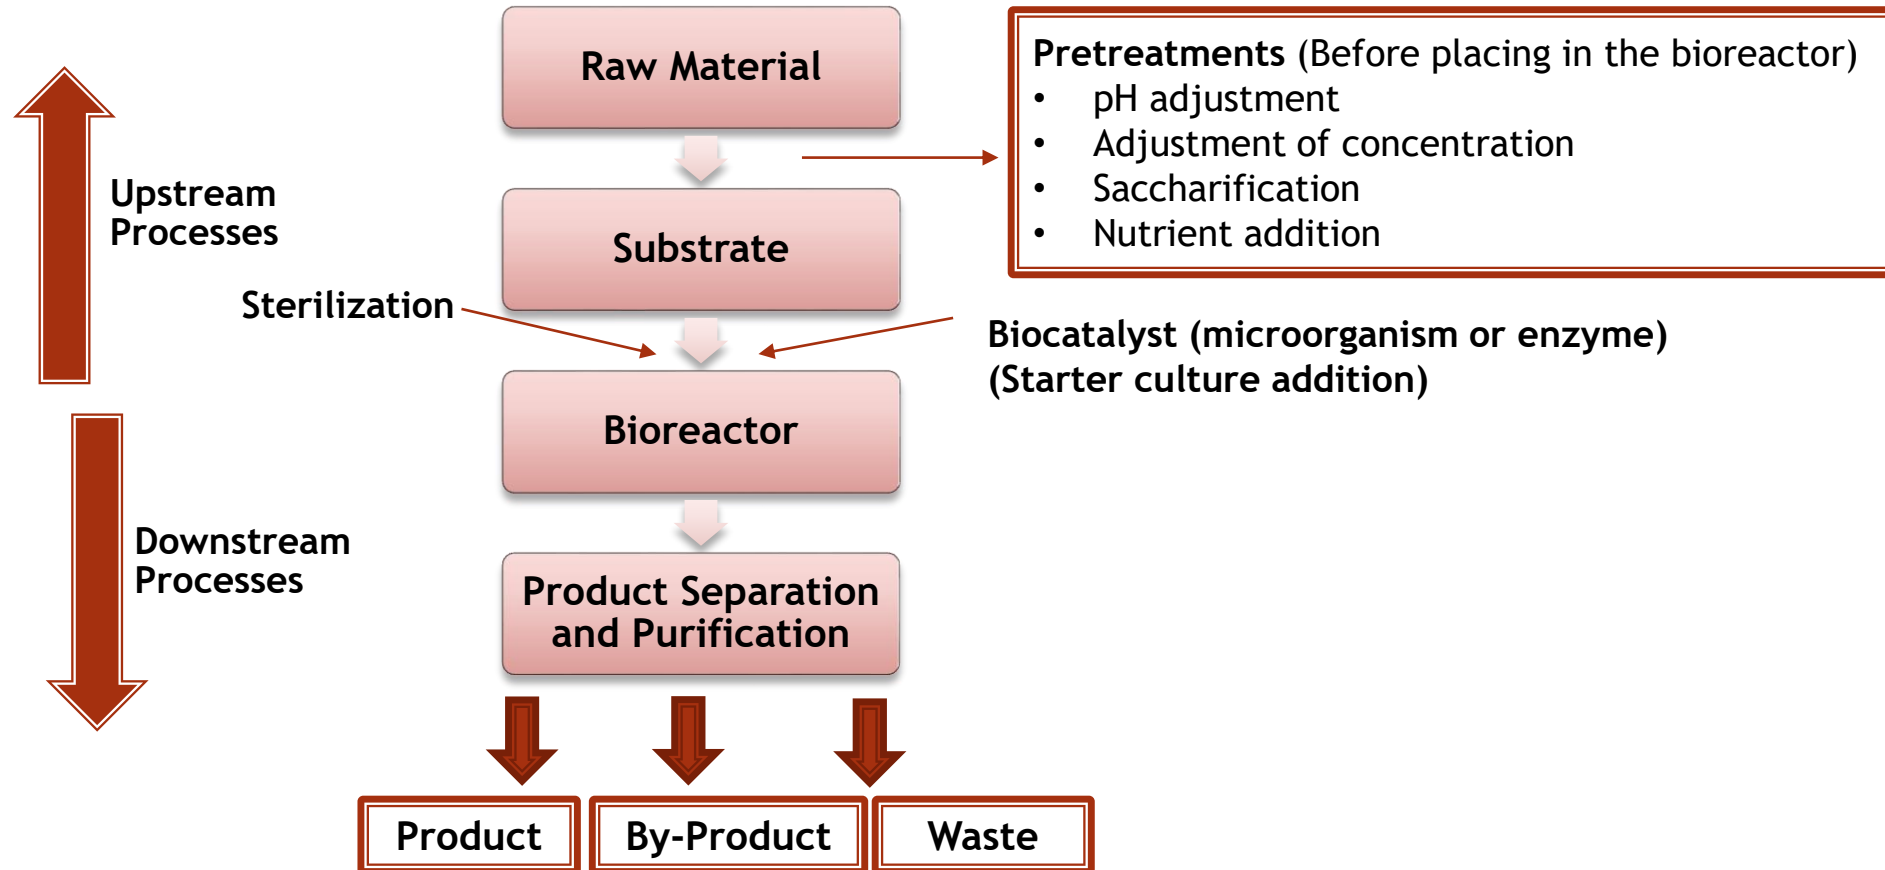 Raw Material
Pretreatments (Before placing in the bioreactor)
• pH adjustment
• Adjustment of concentration
• Saccharification
• Nutrient addition
Upstream
Processes
Substrate
Sterilization
Biocatalyst (microorganism or enzyme)
(Starter culture addition)
Bioreactor
Downstream
Processes
Product Separation
and Purification
Product
By-Product
Waste